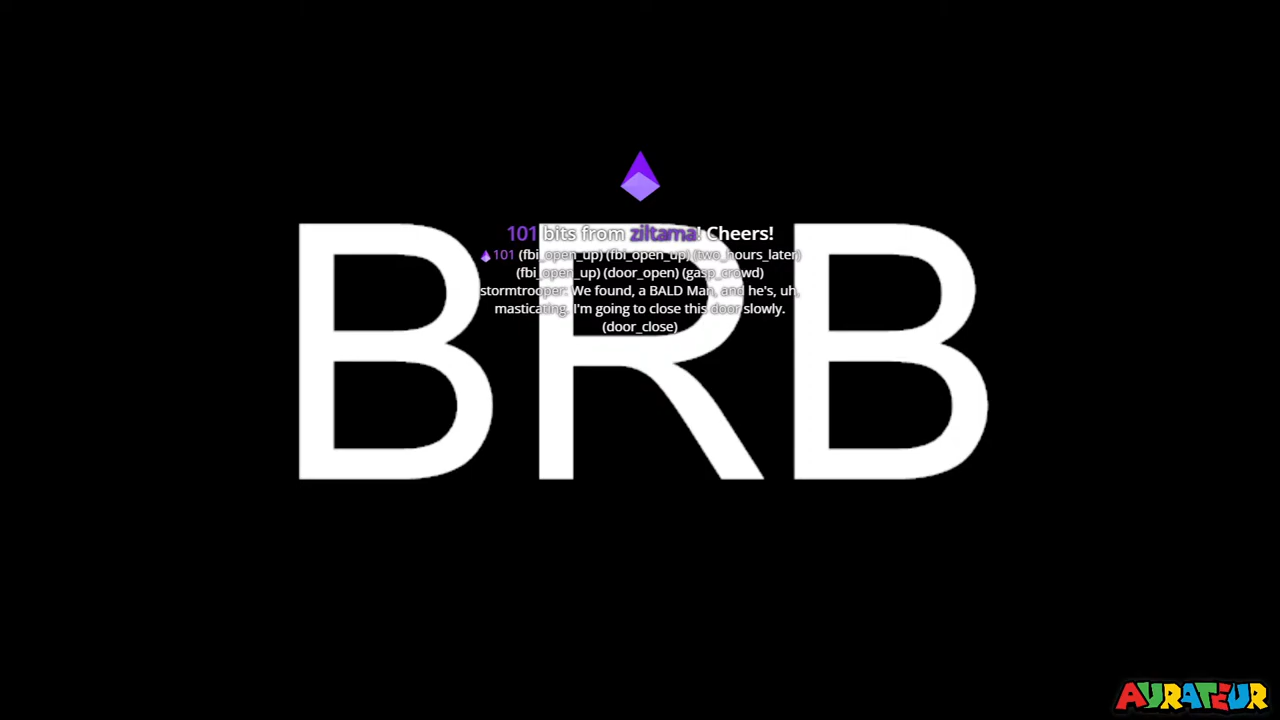 101 bits from ziltama! Cheers!
101 (fbi_open_up) (fbi_open_up) (two_hours_later)
(fbi_open_up) (door_open) (gasp_crowd)
stormtrooper: We found, a BALD Man, and he's, uh,
masticating. I'm going to close this door slowly.
(door_close)
BRB
AURATEUR